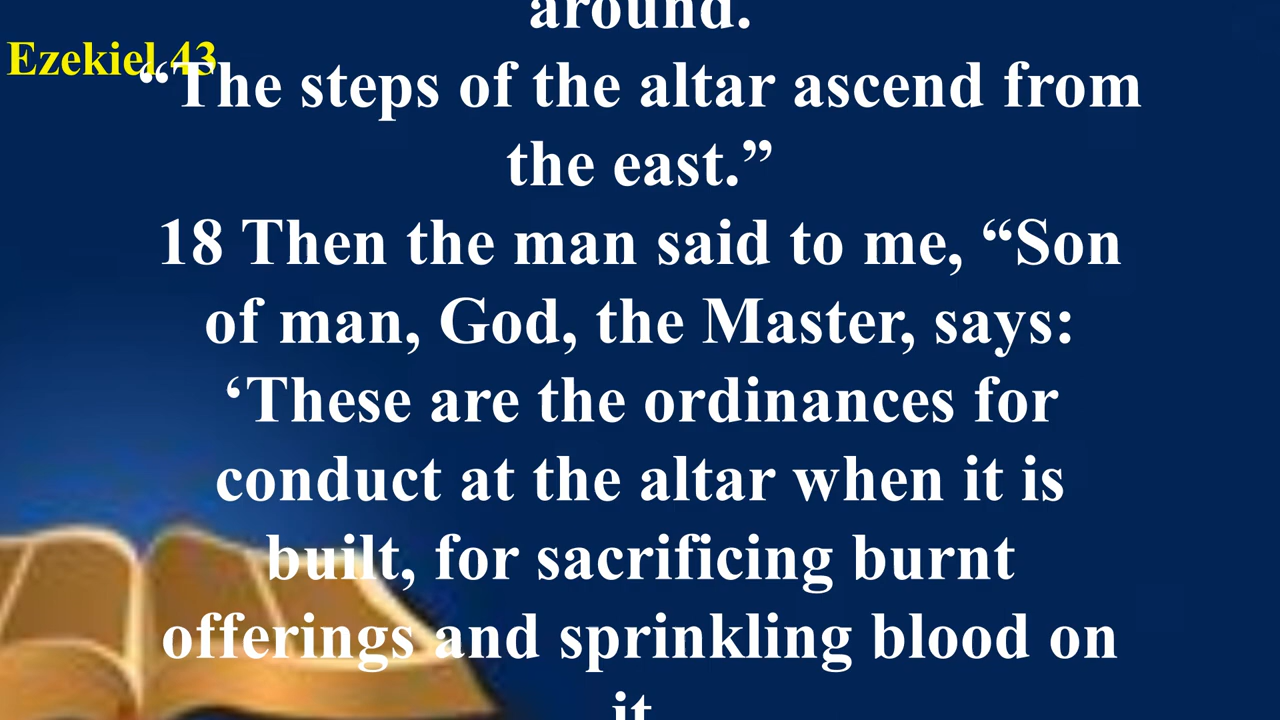 around.
Ezekiel 43
“The steps of the altar ascend from
the east.”
18 Then the man said to me, “Son
of man, God, the Master, says:
‘These are the ordinances for
conduct at the altar when it is
built, for sacrificing burnt
offerings and sprinkling blood on
it